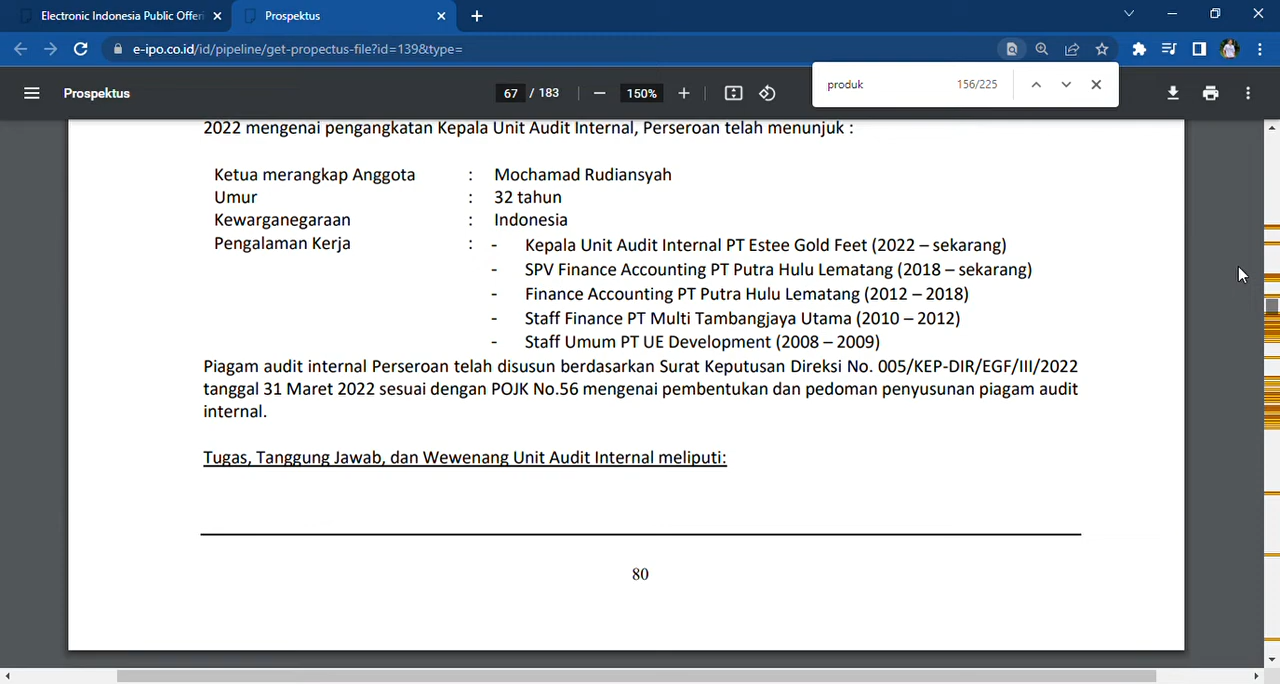 Electronic Indonesia Public Offeri
Prospektus
e-ipo.co.id/id/pipeline/get-propectus-file?id=139&type=
Prospektus
67 / 183
150%
produk
156/225
2022 mengenai pengangkatan Kepala Unit Audit Internal, Perseroan telah menunjuk :
Ketua merangkap Anggota : Mochamad Rudiansyah
Umur : 32 tahun
Kewarganegaraan : Indonesia
Pengalaman Kerja : - Kepala Unit Audit Internal PT Estee Gold Feet (2022 – sekarang)
- SPV Finance Accounting PT Putra Hulu Lematang (2018 – sekarang)
- Finance Accounting PT Putra Hulu Lematang (2012 – 2018)
- Staff Finance PT Multi Tambangjaya Utama (2010 – 2012)
- Staff Umum PT UE Development (2008 – 2009)
Piagam audit internal Perseroan telah disusun berdasarkan Surat Keputusan Direksi No. 005/KEP-DIR/EGF/III/2022
tanggal 31 Maret 2022 sesuai dengan POJK No.56 mengenai pembentukan dan pedoman penyusunan piagam audit
internal.
Tugas, Tanggung Jawab, dan Wewenang Unit Audit Internal meliputi:
80